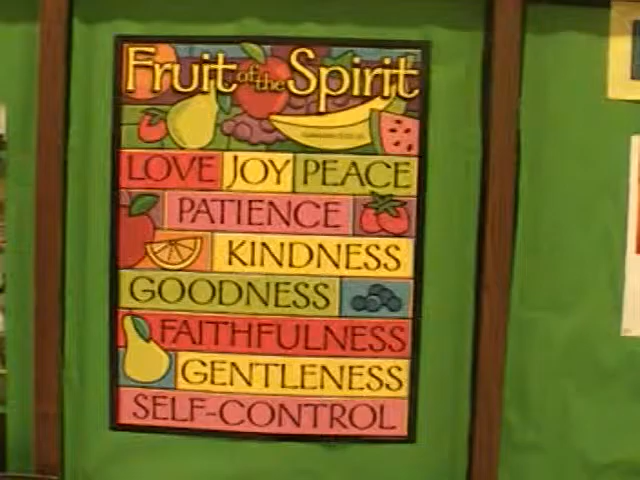 Fruit of the Spirit
LOVE JOY PEACE
PATIENCE
KINDNESS
GOODNESS
FAITHFULNESS
GENTLENESS
SELF-CONTROL